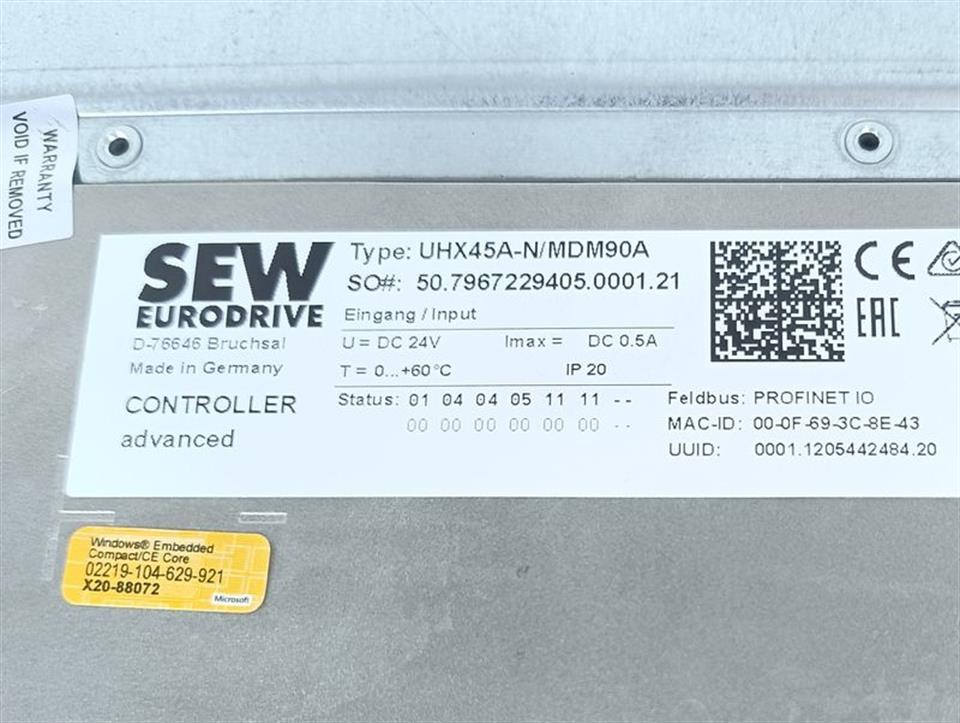 WARRANTY
VOID IF REMOVED
SEW
EURODRIVE
D-76646 Bruchsal
Made in Germany
CONTROLLER
advanced
Type: UHX45A-N/MDM90A
SO#: 50.7967229405.0001.21
Eingang / Input
U = DC 24V Imax = DC 0.5A
T = 0...+60°C IP 20
Status: 01 04 04 05 11 11 --
00 00 00 00 00 00 --
CE
EAC
Feldbus: PROFINET IO
MAC-ID: 00-0F-69-3C-8E-43
UUID: 0001.1205442484.20
Windows® Embedded
Compact/CE Core
02219-104-629-921
X20-88072
Microsoft